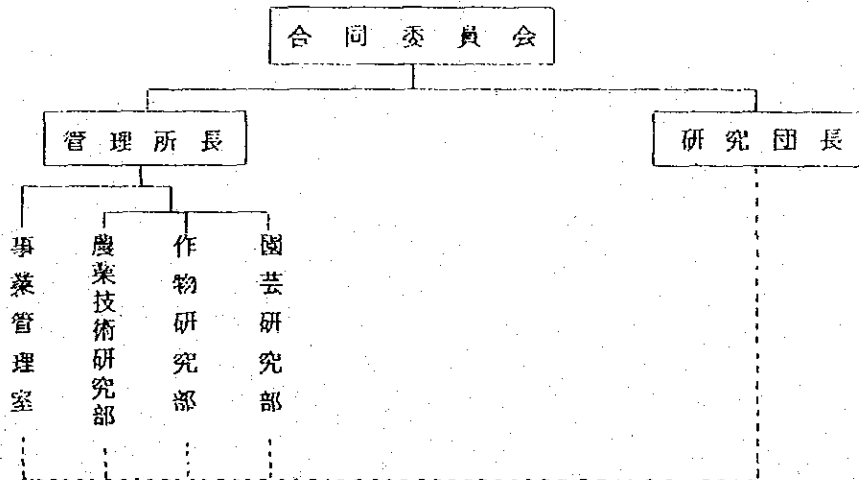 合同委員会
管理所長
研究団長
事業管理室
農業技術研究部
作物研究部
園芸研究部